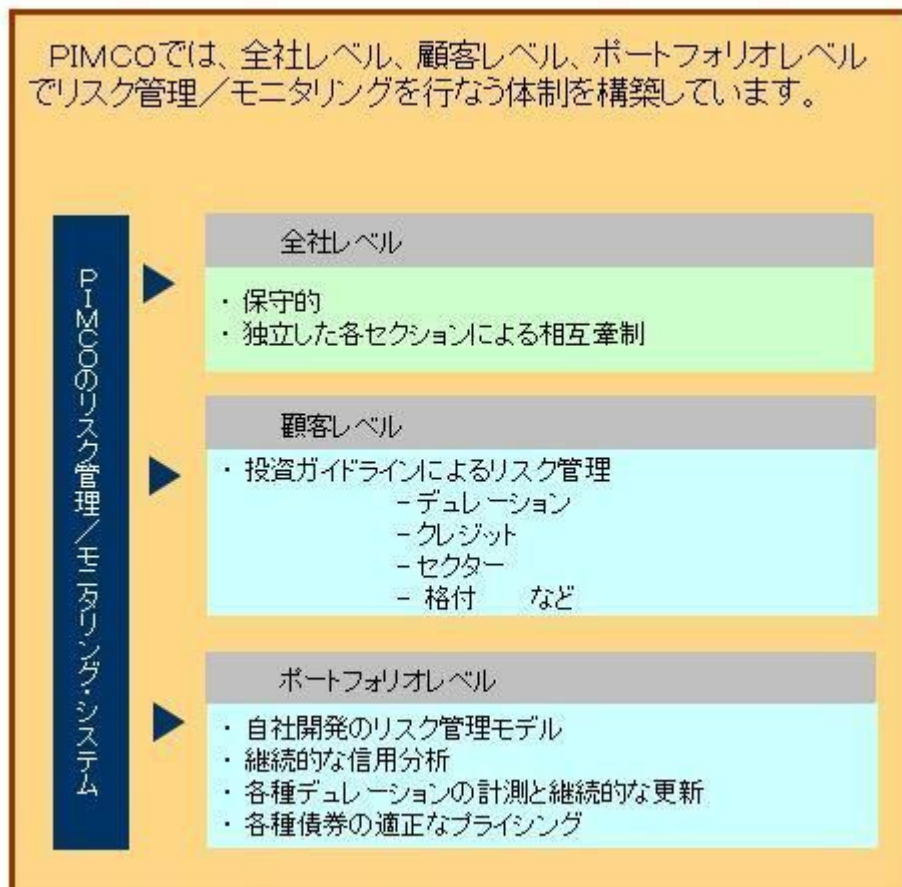 PIMCOでは、全社レベル、顧客レベル、ポートフォリオレベル
でリスク管理／モニタリングを行なう体制を構築しています。
PIMCOのリスク管理／モニタリング・システム
全社レベル
・ 保守的
・ 独立した各セクションによる相互牽制
顧客レベル
・ 投資ガイドラインによるリスク管理
－デュレーション
－クレジット
－セクター
－ 格付　　など
ポートフォリオレベル
・ 自社開発のリスク管理モデル
・ 継続的な信用分析
・ 各種デュレーションの計測と継続的な更新
・ 各種債券の適正なプライシング